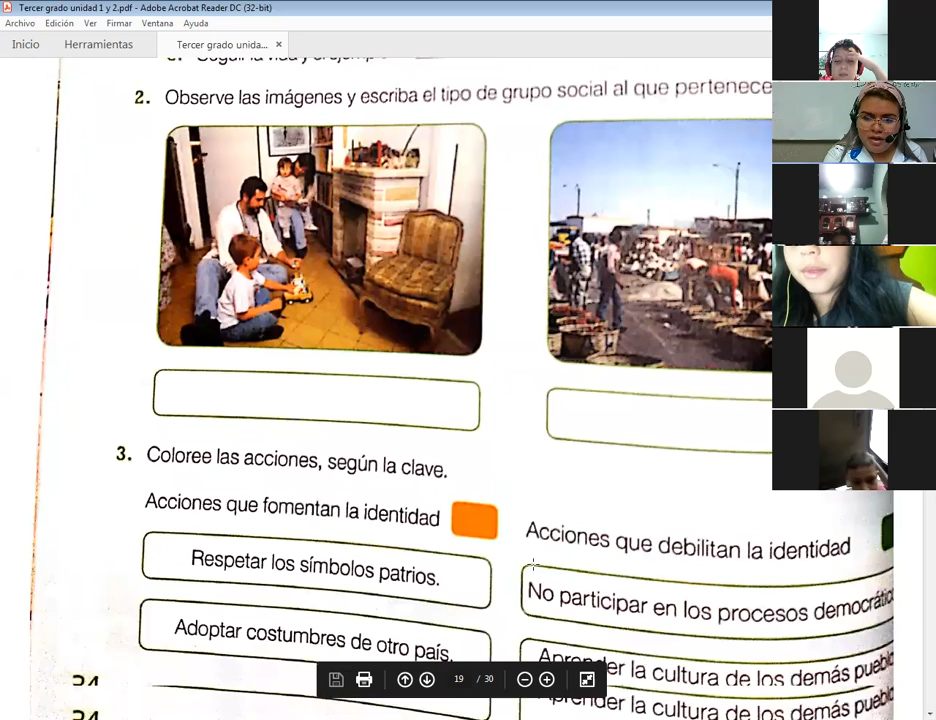 Tercer grado unidad 1 y 2.pdf - Adobe Acrobat Reader DC (32-bit)
Archivo Edición Ver Firmar Ventana Ayuda
Inicio Herramientas Tercer grado unida... ×
2. Observe las imágenes y escriba el tipo de grupo social al que pertenece
3. Coloree las acciones, según la clave.
Acciones que fomentan la identidad
Acciones que debilitan la identidad
Respetar los símbolos patrios.
No participar en los procesos democrátic
Adoptar costumbres de otro país.
Aprender la cultura de los demás pueblo
Aprender la cultura de los demás pueblo
19 / 30